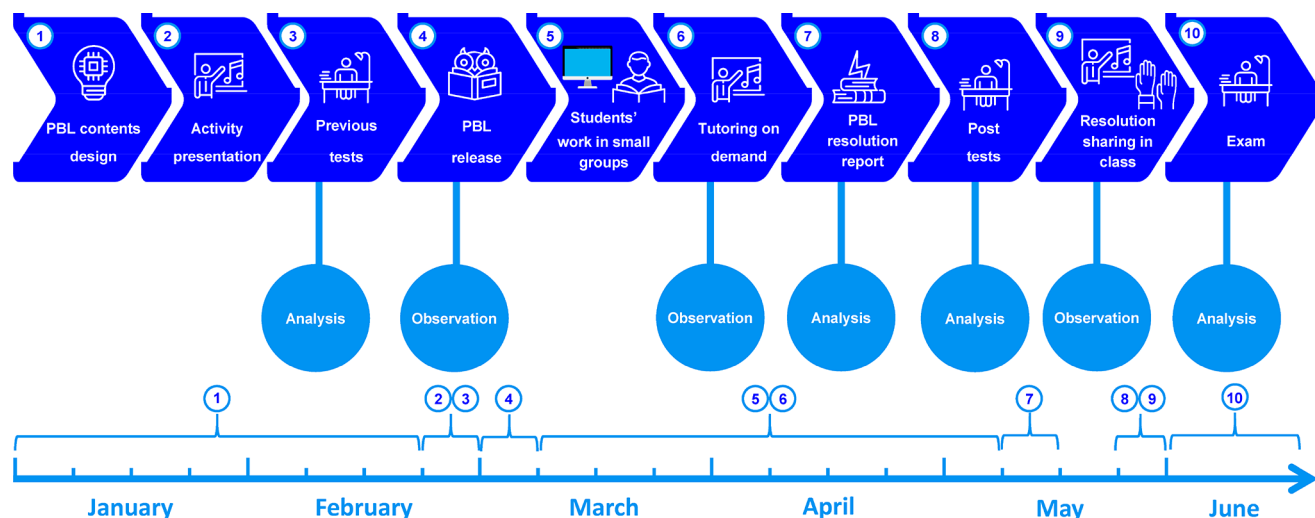 1
2
3
4
5
6
7
8
9
10
PBL contents
design
Activity
presentation
Previous
tests
PBL
release
Students'
work in small
groups
Tutoring on
demand
PBL
resolution
report
Post
tests
Resolution
sharing in
class
Exam
Analysis
Observation
Observation
Analysis
Analysis
Observation
Analysis
1
2 3
4
5 6
7
8 9
10
January
February
March
April
May
June